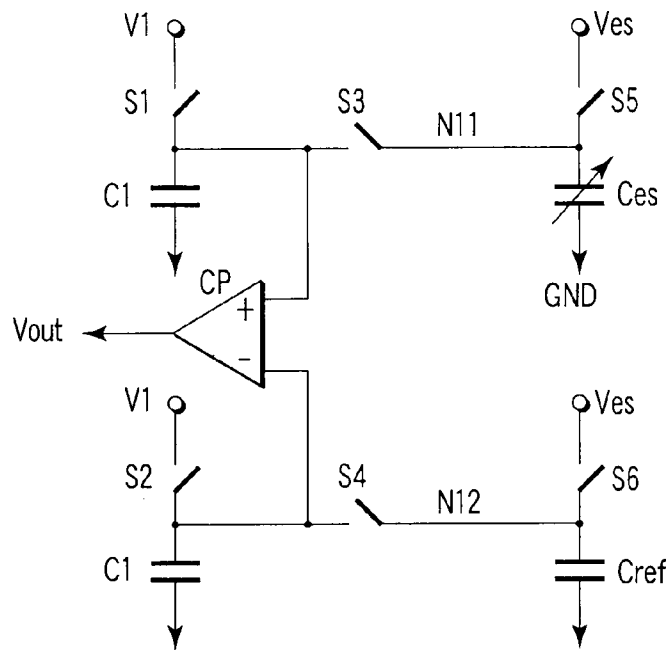 V1
Ves
S1
S3
S5
N11
C1
Ces
CP
+
GND
Vout
-
V1
Ves
S2
S4
S6
N12
C1
Cref